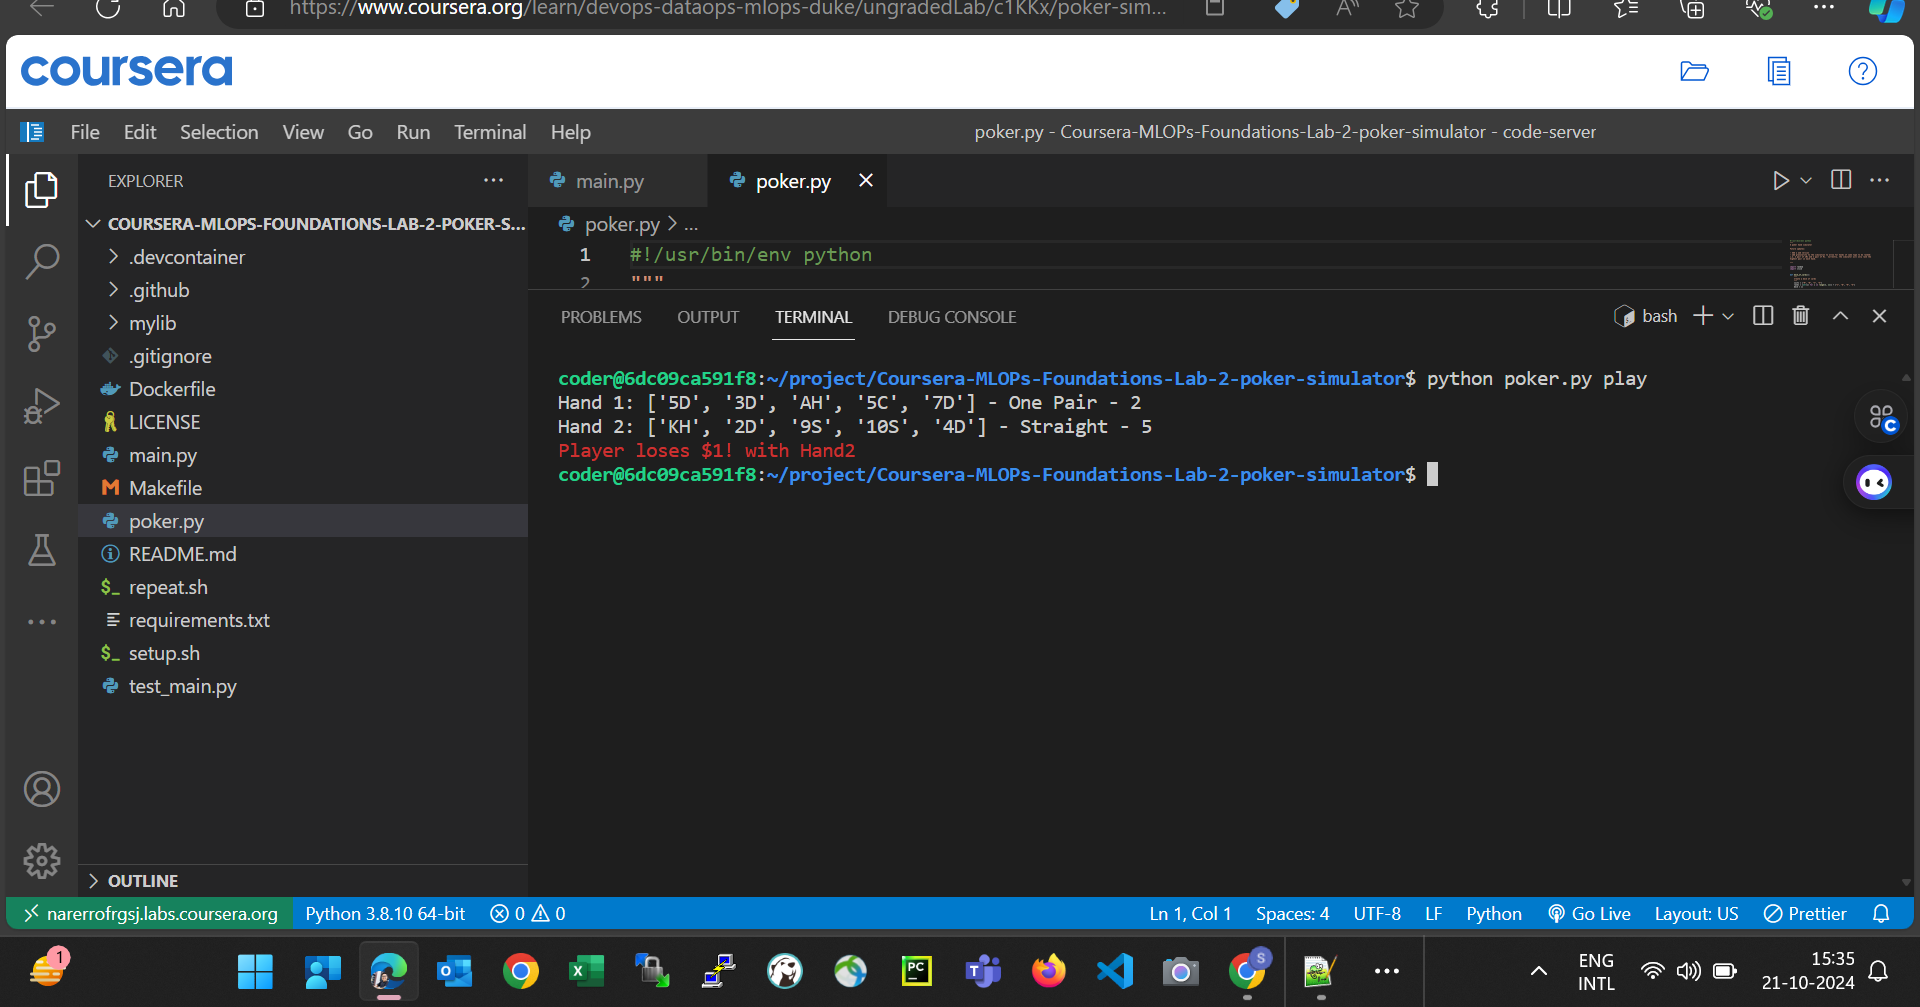 https://www.coursera.org/learn/devops-dataops-mlops-duke/ungradedLab/c1KKx/poker-sim...
coursera
File Edit Selection View Go Run Terminal Help
poker.py - Coursera-MLOPs-Foundations-Lab-2-poker-simulator - code-server
EXPLORER
COURSERA-MLOPS-FOUNDATIONS-LAB-2-POKER-S...
.devcontainer
.github
mylib
.gitignore
Dockerfile
LICENSE
main.py
Makefile
poker.py
README.md
repeat.sh
requirements.txt
setup.sh
test_main.py
OUTLINE
main.py
poker.py
poker.py > ...
1 #!/usr/bin/env python
2 """
PROBLEMS OUTPUT TERMINAL DEBUG CONSOLE
bash
coder@6dc09ca591f8:~/project/Coursera-MLOPs-Foundations-Lab-2-poker-simulator$ python poker.py play
Hand 1: ['5D', '3D', 'AH', '5C', '7D'] - One Pair - 2
Hand 2: ['KH', '2D', '9S', '10S', '4D'] - Straight - 5
Player loses $1! with Hand2
coder@6dc09ca591f8:~/project/Coursera-MLOPs-Foundations-Lab-2-poker-simulator$
narerrofrgsj.labs.coursera.org Python 3.8.10 64-bit 0 0 Ln 1, Col 1 Spaces: 4 UTF-8 LF Python Go Live Layout: US Prettier
1
ENG
INTL
15:35
21-10-2024